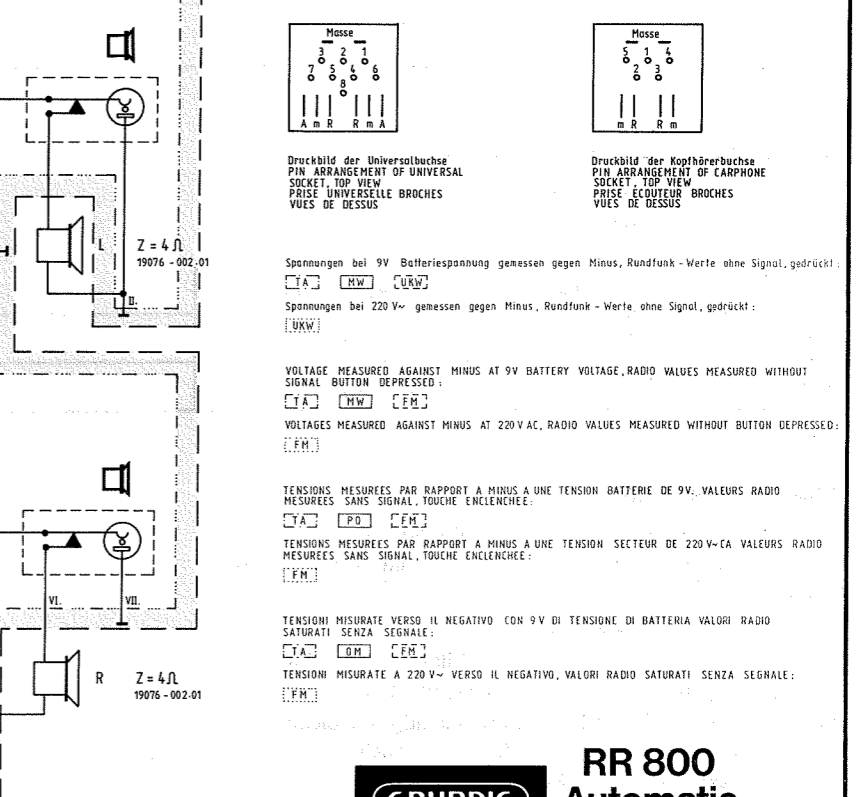 Masse
3 2 1
7 5 4 6
8
A m R R m A
Druckbild der Universalbuchse
PIN ARRANGEMENT OF UNIVERSAL
SOCKET, TOP VIEW
PRISE UNIVERSELLE BROCHES
VUES DE DESSUS
Masse
5 1 4
2 3
m R R m
Druckbild der Kopfhörerbuchse
PIN ARRANGEMENT OF CARPHONE
SOCKET, TOP VIEW
PRISE ECOUTEUR BROCHES
VUES DE DESSUS
L
Z = 4 Ω
19076 - 002.01
II.
Spannungen bei 9V Batteriespannung gemessen gegen Minus, Rundfunk - Werte ohne Signal, gedrückt:
TA MW UKW
Spannungen bei 220 V~ gemessen gegen Minus, Rundfunk - Werte ohne Signal, gedrückt:
UKW
VOLTAGE MEASURED AGAINST MINUS AT 9V BATTERY VOLTAGE, RADIO VALUES MEASURED WITHOUT
SIGNAL BUTTON DEPRESSED:
TA MW FM
VOLTAGES MEASURED AGAINST MINUS AT 220 V AC, RADIO VALUES MEASURED WITHOUT BUTTON DEPRESSED:
FM
TENSIONS MESUREES PAR RAPPORT A MINUS A UNE TENSION BATTERIE DE 9V. VALEURS RADIO
MESUREES SANS SIGNAL, TOUCHE ENCLENCHEE:
TA PO FM
TENSIONS MESUREES PAR RAPPORT A MINUS A UNE TENSION SECTEUR DE 220 V~CA VALEURS RADIO
MESUREES SANS SIGNAL, TOUCHE ENCLENCHEE:
FM
VI. VII.
TENSIONI MISURATE VERSO IL NEGATIVO CON 9 V DI TENSIONE DI BATTERIA VALORI RADIO
SATURATI SENZA SEGNALE:
TA OM FM
TENSIONI MISURATE A 220 V~ VERSO IL NEGATIVO, VALORI RADIO SATURATI SENZA SEGNALE:
FM
R
Z = 4 Ω
19076 - 002.01
RR 800
Automatic
GRUNDIG